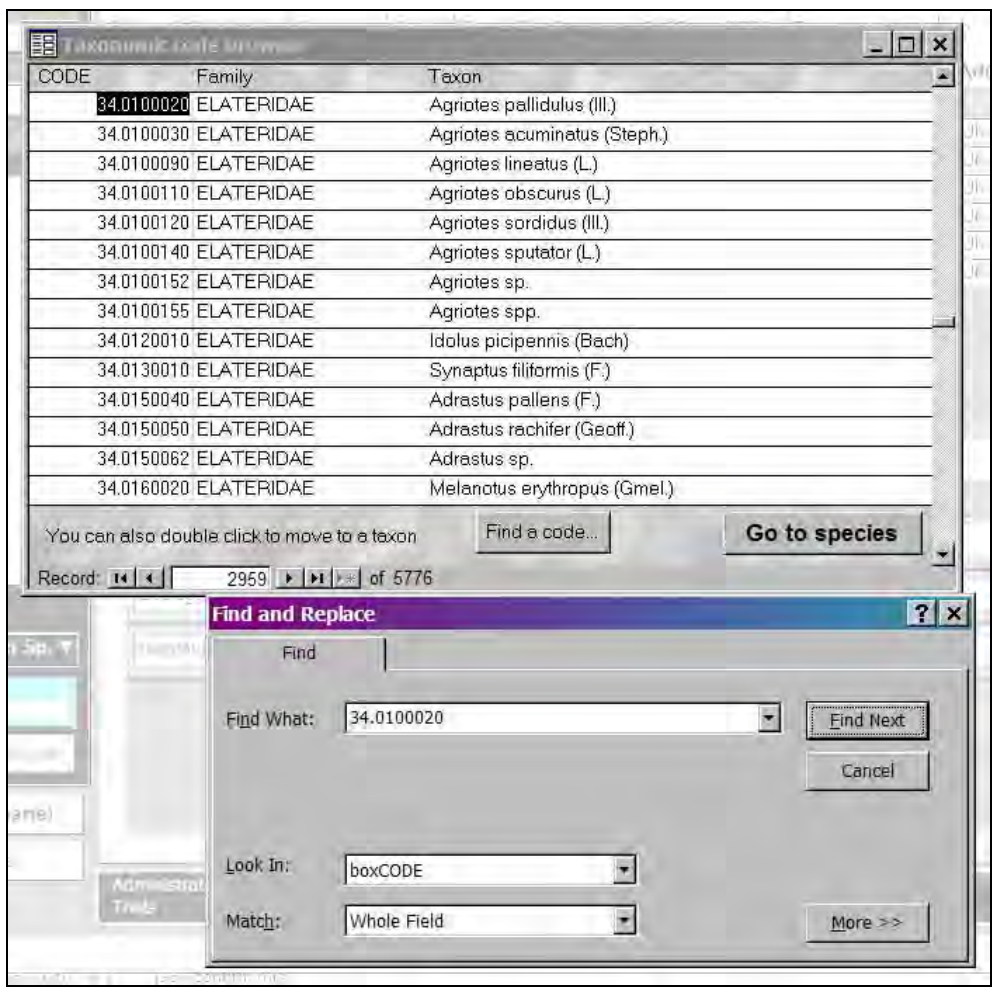 Taxonomic code browser
CODE Family Taxon
34.0100020 ELATERIDAE Agriotes pallidulus (Ill.)
34.0100030 ELATERIDAE Agriotes acuminatus (Steph.)
34.0100090 ELATERIDAE Agriotes lineatus (L.)
34.0100110 ELATERIDAE Agriotes obscurus (L.)
34.0100120 ELATERIDAE Agriotes sordidus (Ill.)
34.0100140 ELATERIDAE Agriotes sputator (L.)
34.0100152 ELATERIDAE Agriotes sp.
34.0100155 ELATERIDAE Agriotes spp.
34.0120010 ELATERIDAE Idolus picipennis (Bach)
34.0130010 ELATERIDAE Synaptus filiformis (F.)
34.0150040 ELATERIDAE Adrastus pallens (F.)
34.0150050 ELATERIDAE Adrastus rachifer (Geoff.)
34.0150062 ELATERIDAE Adrastus sp.
34.0160020 ELATERIDAE Melanotus erythropus (Gmel.)
You can also double click to move to a taxon Find a code... Go to species
Record: 2959 of 5776
Find and Replace
Find
Find What: 34.0100020 Find Next
Cancel
Look In: boxCODE
Match: Whole Field More >>
Sp.
Tools